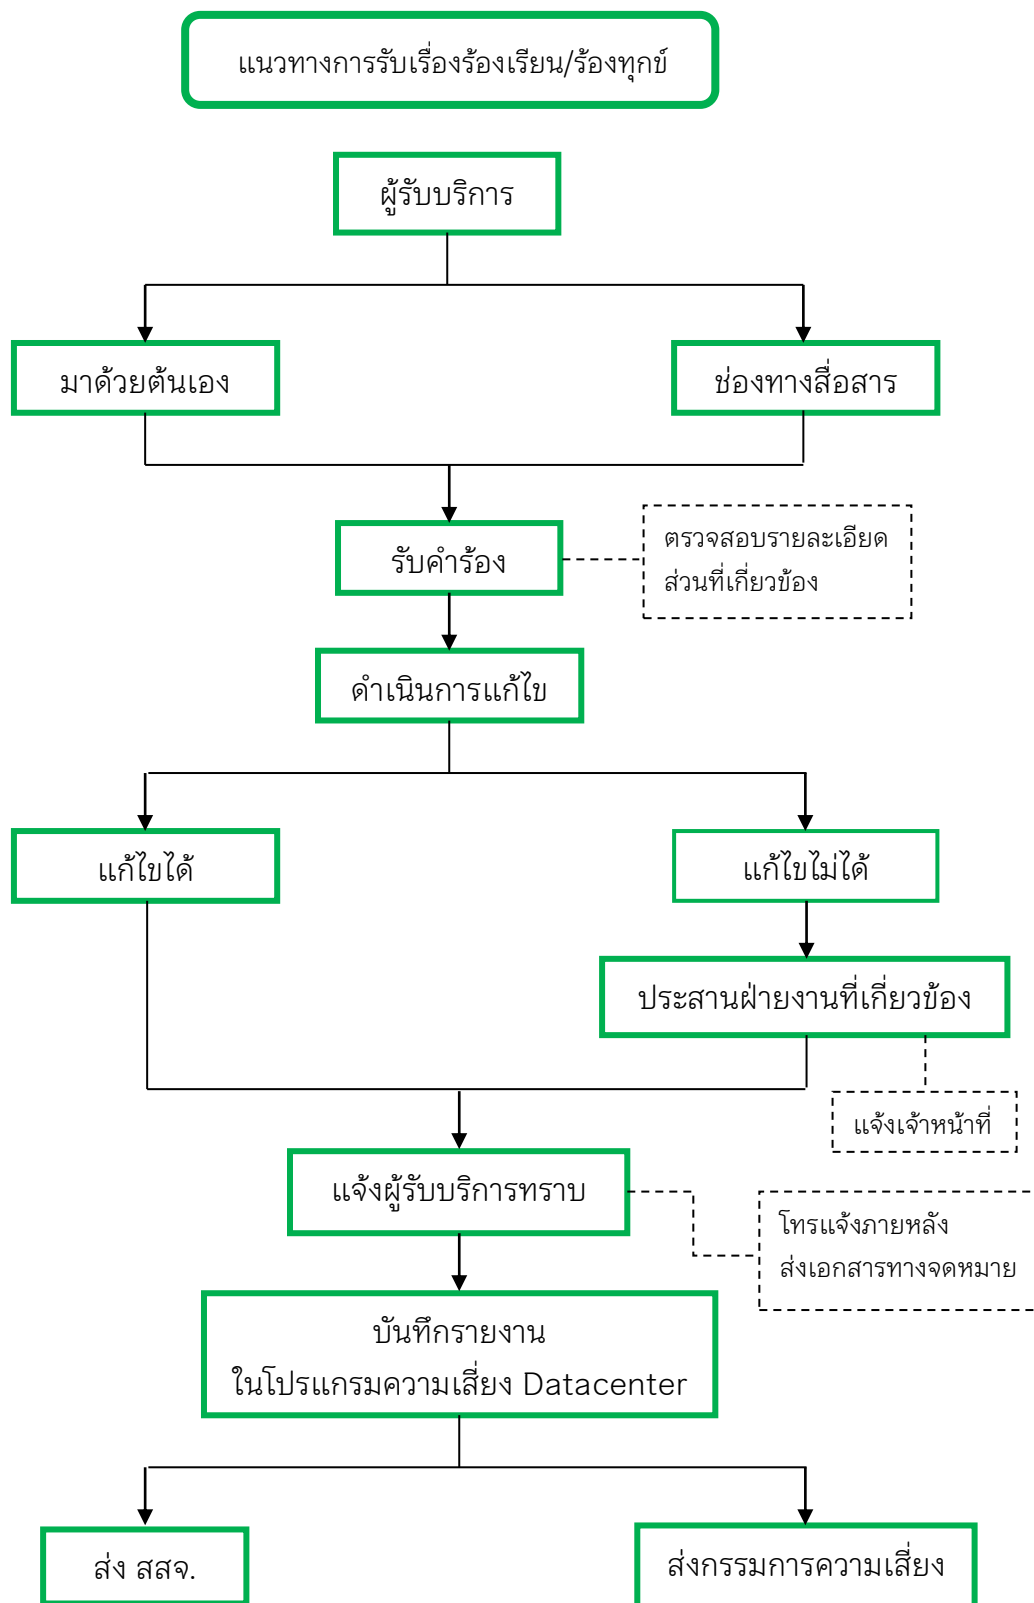 แนวทางการรับเรื่องร้องเรียน/ร้องทุกข์
ผู้รับบริการ
มาด้วยตนเอง
ช่องทางสื่อสาร
รับคำร้อง
ตรวจสอบรายละเอียด
ส่วนที่เกี่ยวข้อง
ดำเนินการแก้ไข
แก้ไขได้
แก้ไขไม่ได้
ประสานฝ่ายงานที่เกี่ยวข้อง
แจ้งเจ้าหน้าที่
แจ้งผู้รับบริการทราบ
โทรแจ้งภายหลัง
ส่งเอกสารทางจดหมาย
บันทึกรายงาน
ในโปรแกรมความเสี่ยง Datacenter
ส่ง สสจ.
ส่งกรรมการความเสี่ยง